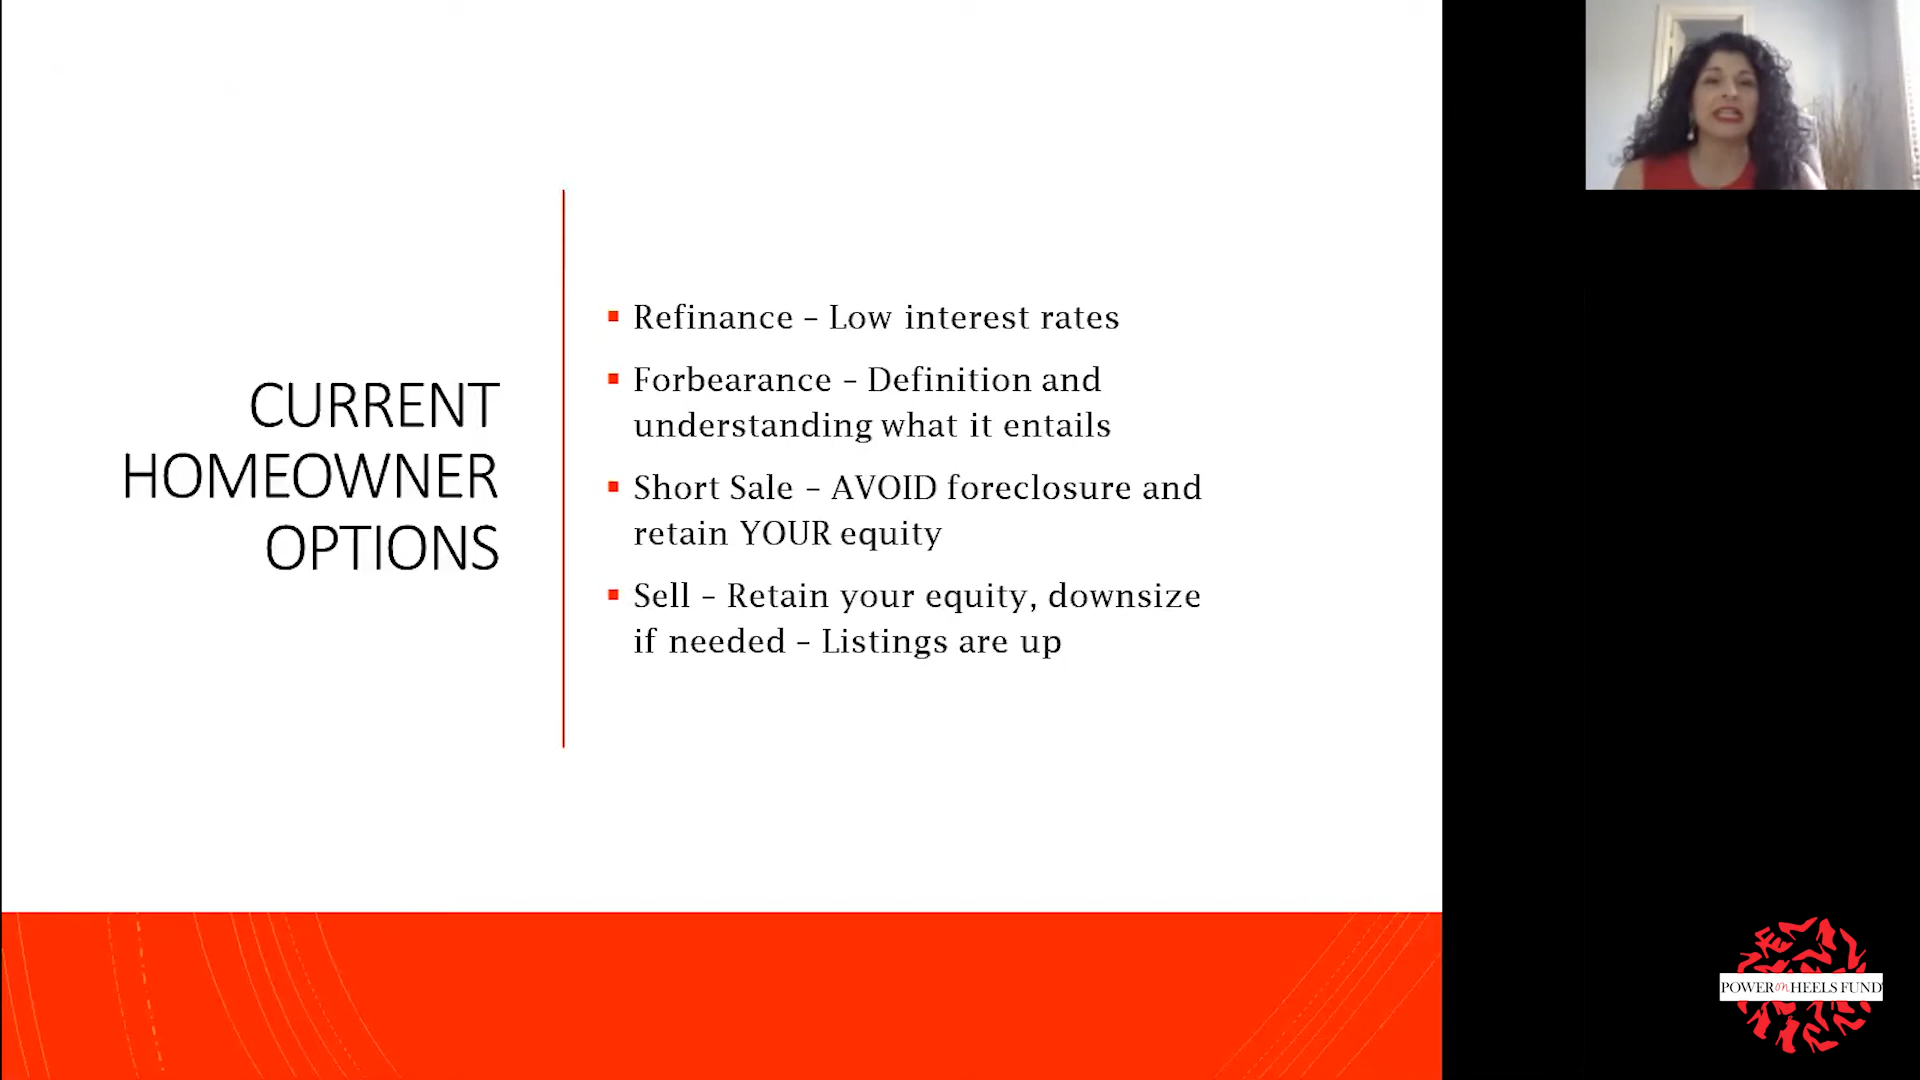 CURRENT
HOMEOWNER
OPTIONS
▪ Refinance – Low interest rates
▪ Forbearance – Definition and
understanding what it entails
▪ Short Sale – AVOID foreclosure and
retain YOUR equity
▪ Sell – Retain your equity, downsize
if needed – Listings are up
POWER on HEELS FUND